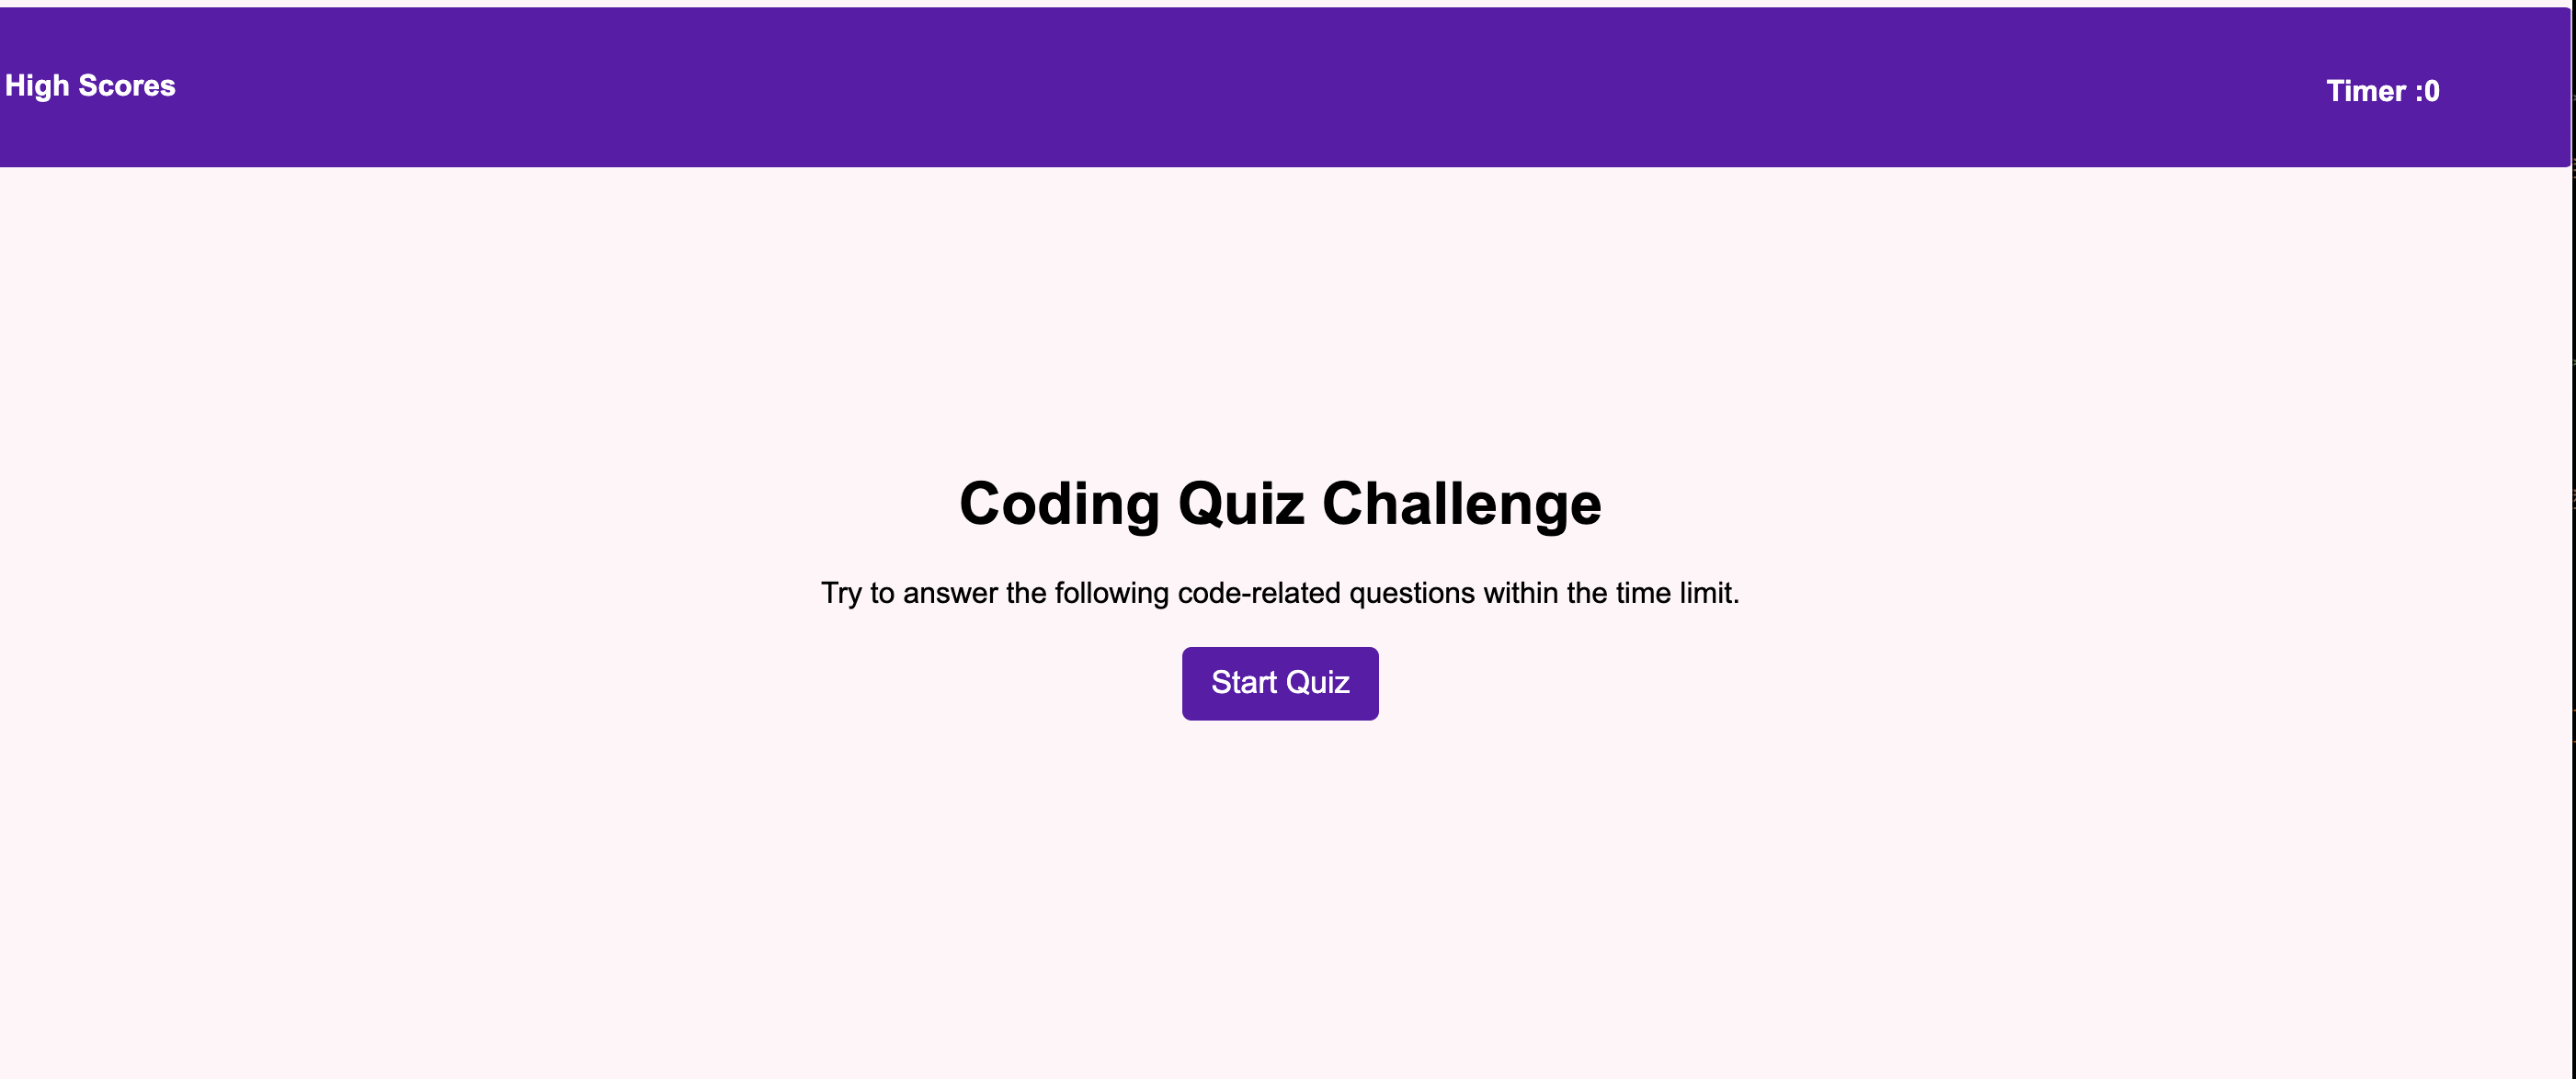 High Scores
Timer :0
Coding Quiz Challenge
Try to answer the following code-related questions within the time limit.
Start Quiz